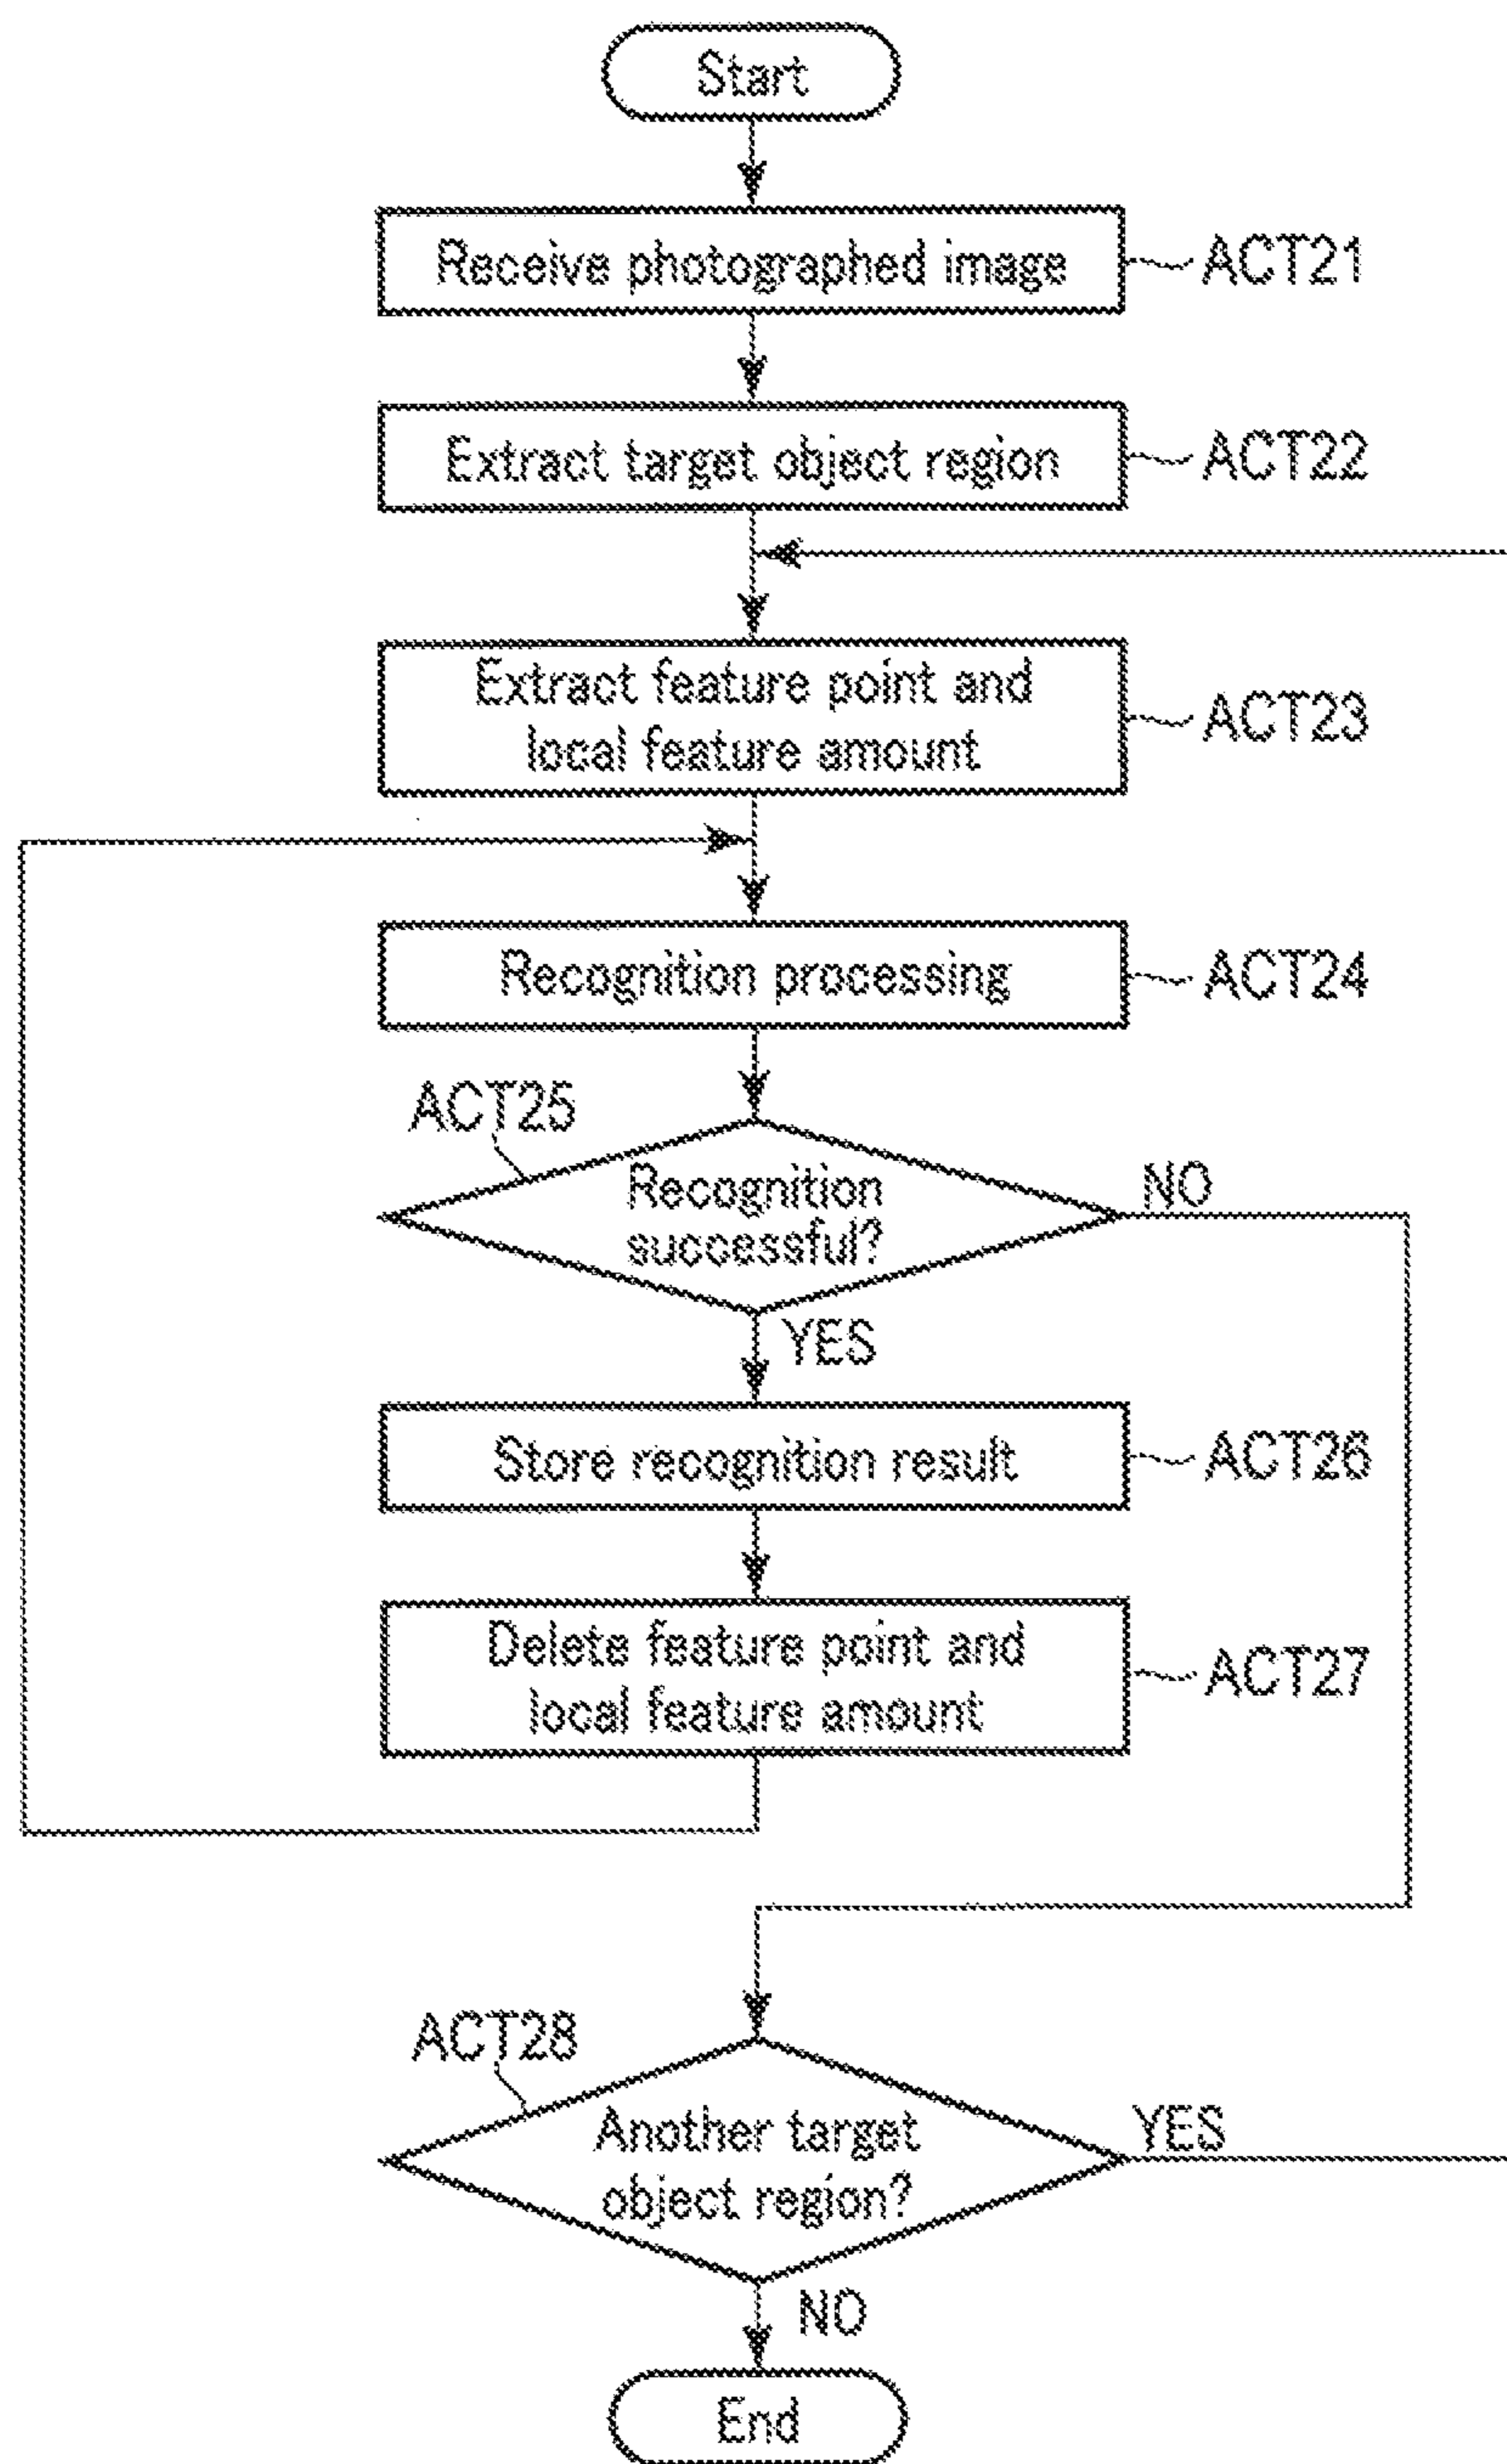 Start
Receive photographed image
ACT21
Extract target object region
ACT22
Extract feature point and
local feature amount
ACT23
Recognition processing
ACT24
ACT25
Recognition
successful?
NO
YES
Store recognition result
ACT26
Delete feature point and
local feature amount
ACT27
ACT28
Another target
object region?
YES
NO
End